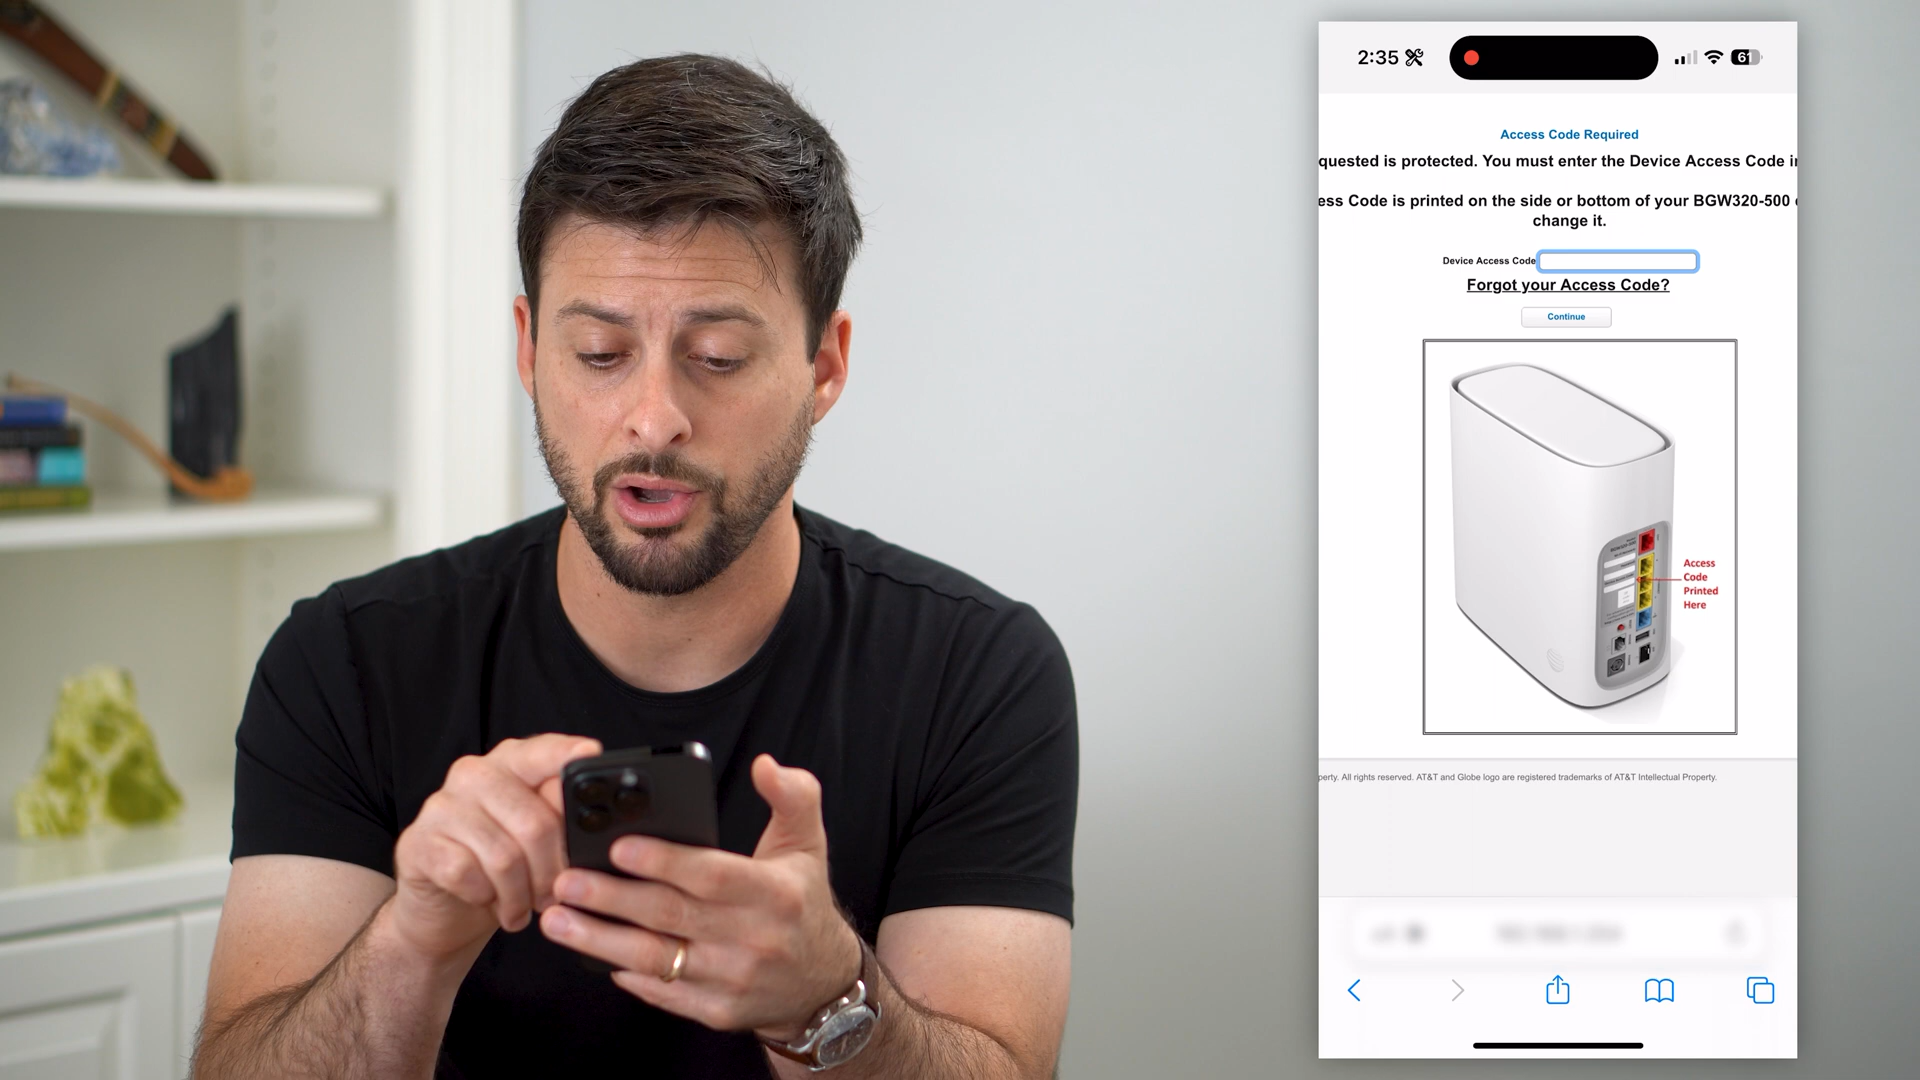 2:35
61
Access Code Required
quested is protected. You must enter the Device Access Code
ess Code is printed on the side or bottom of your BGW320-500
change it.
Device Access Code
Forgot your Access Code?
Continue
Access
Code
Printed
Here
perty. All rights reserved. AT&T and Globe logo are registered trademarks of AT&T Intellectual Property.